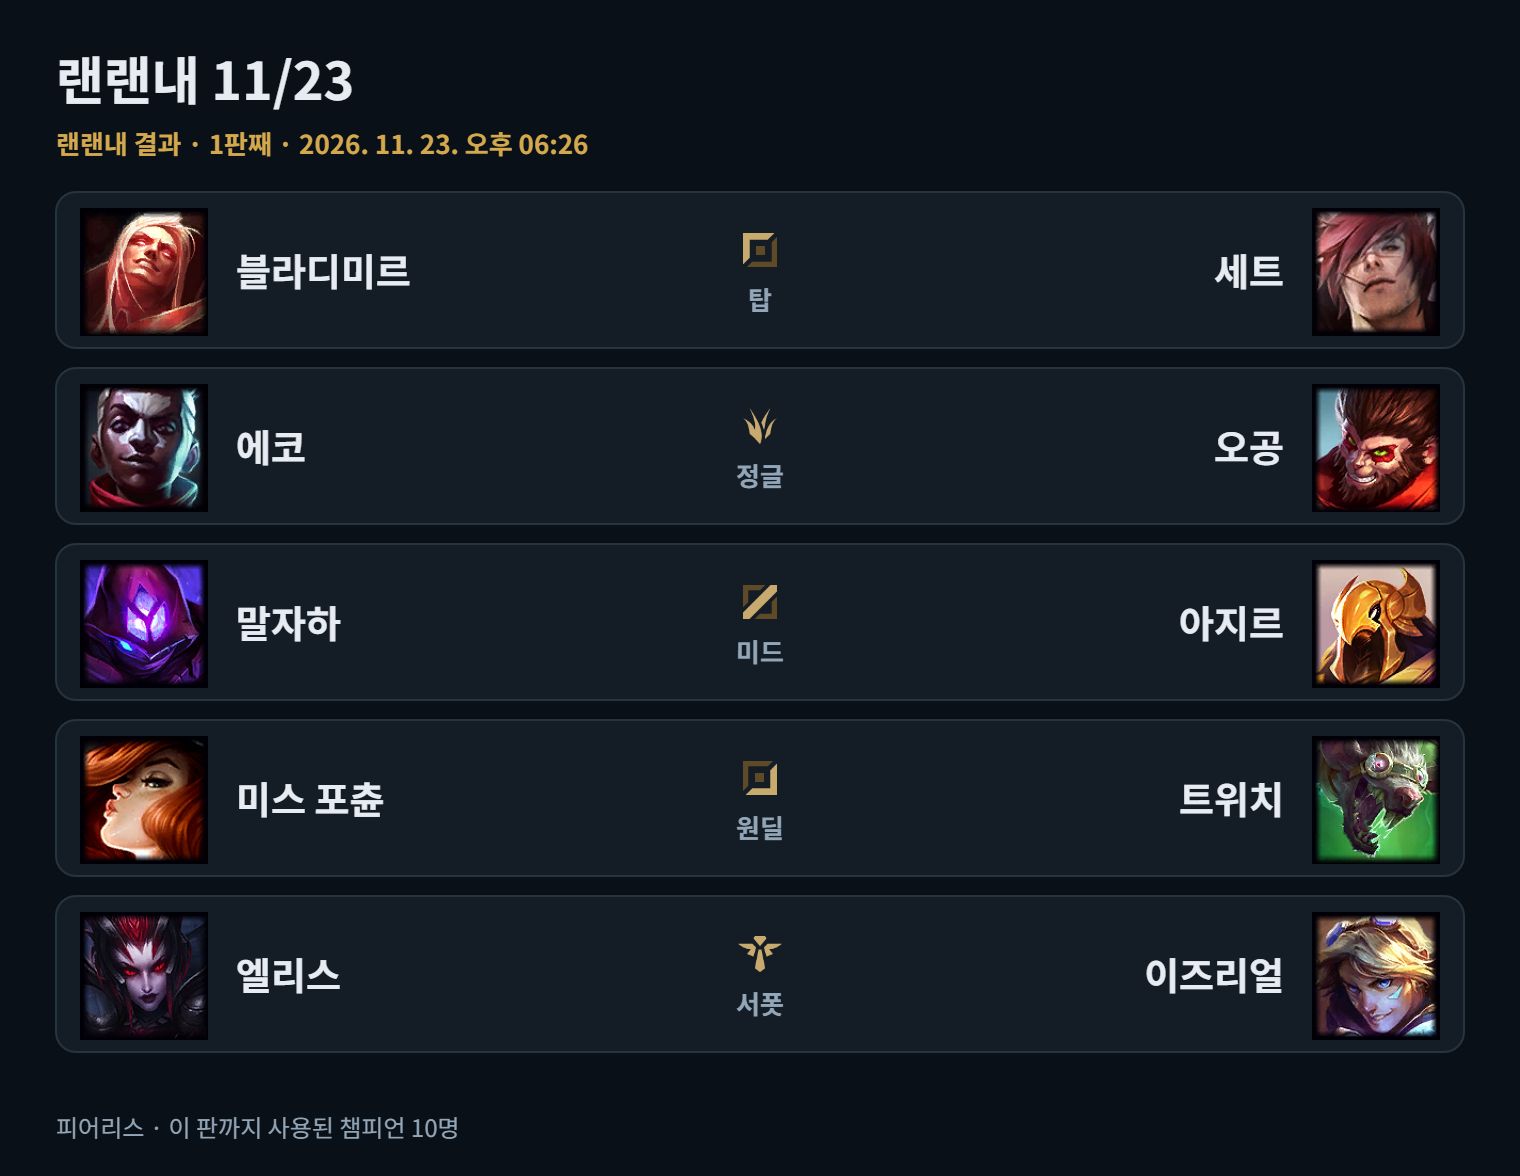 랜랜내 11/23
랜랜내 결과 · 1판째 · 2026. 11. 23. 오후 06:26
블라디미르
탑
세트
에코
정글
오공
말자하
미드
아지르
미스 포츈
원딜
트위치
엘리스
서폿
이즈리얼
피어리스 · 이 판까지 사용된 챔피언 10명